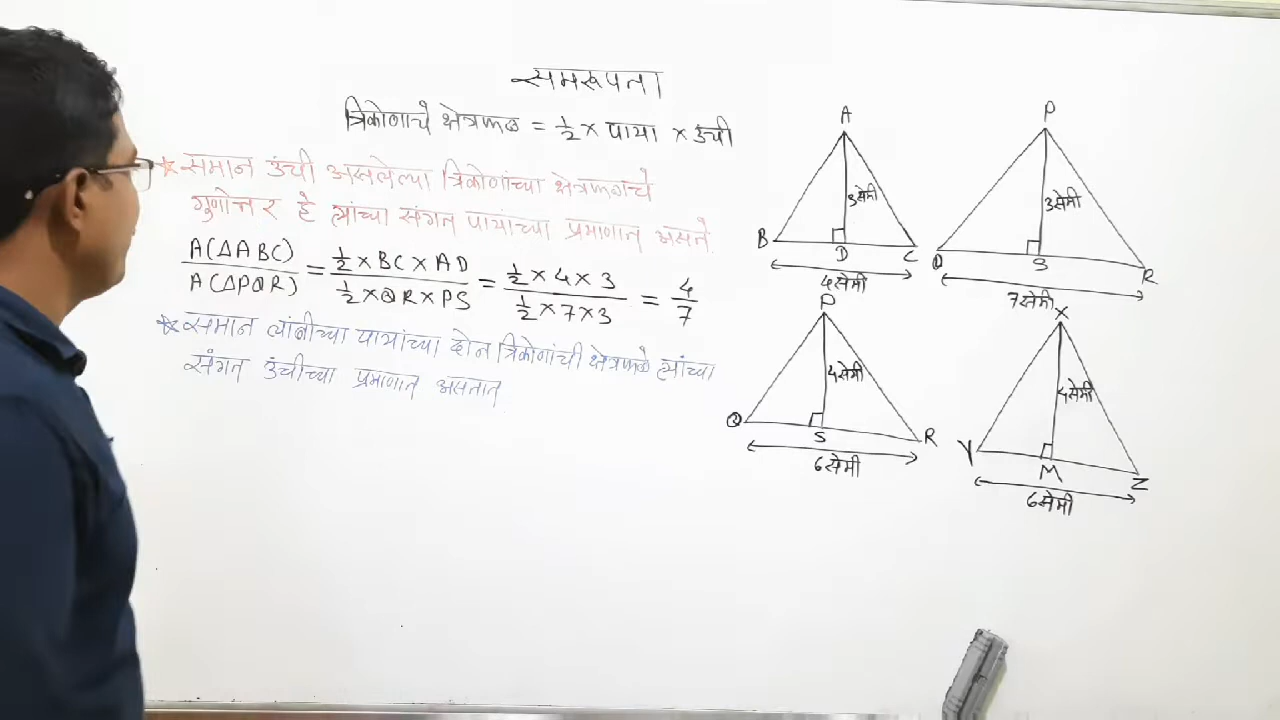 समरूपता
त्रिकोणाचे क्षेत्रफळ = 1/2 × पाया × उंची
☆ समान उंची असलेल्या त्रिकोणांच्या क्षेत्रफळाचे
गुणोत्तर हे त्यांच्या संगत पायांच्या प्रमाणात असते.
A(ΔABC)/A(ΔPQR) = (1/2 × BC × AD)/(1/2 × QR × PS) = (1/2 × 4 × 3)/(1/2 × 7 × 3) = 4/7
☆ समान लांबीच्या पायांच्या दोन त्रिकोणांची क्षेत्रफळे त्यांच्या
संगत उंचीच्या प्रमाणात असतात
A
3सेमी
B D C
4सेमी
P
3सेमी
Q S R
7सेमी
P
4सेमी
Q S R
6सेमी
X
4सेमी
Y M Z
6सेमी